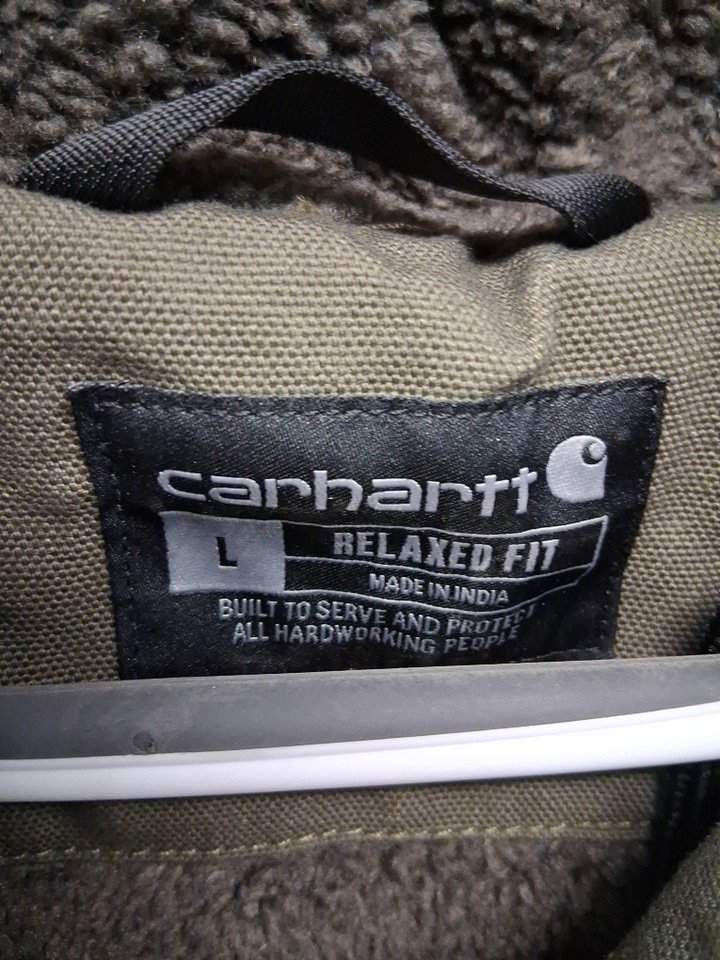 carhartt
L RELAXED FIT
MADE IN INDIA
BUILT TO SERVE AND PROTECT
ALL HARDWORKING PEOPLE